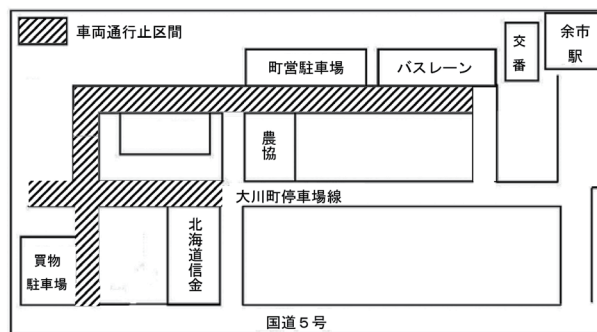 車両通行止区間
余市
駅
交番
町営駐車場
バスレーン
農協
大川町停車場線
北海道信金
買物
駐車場
国道5号